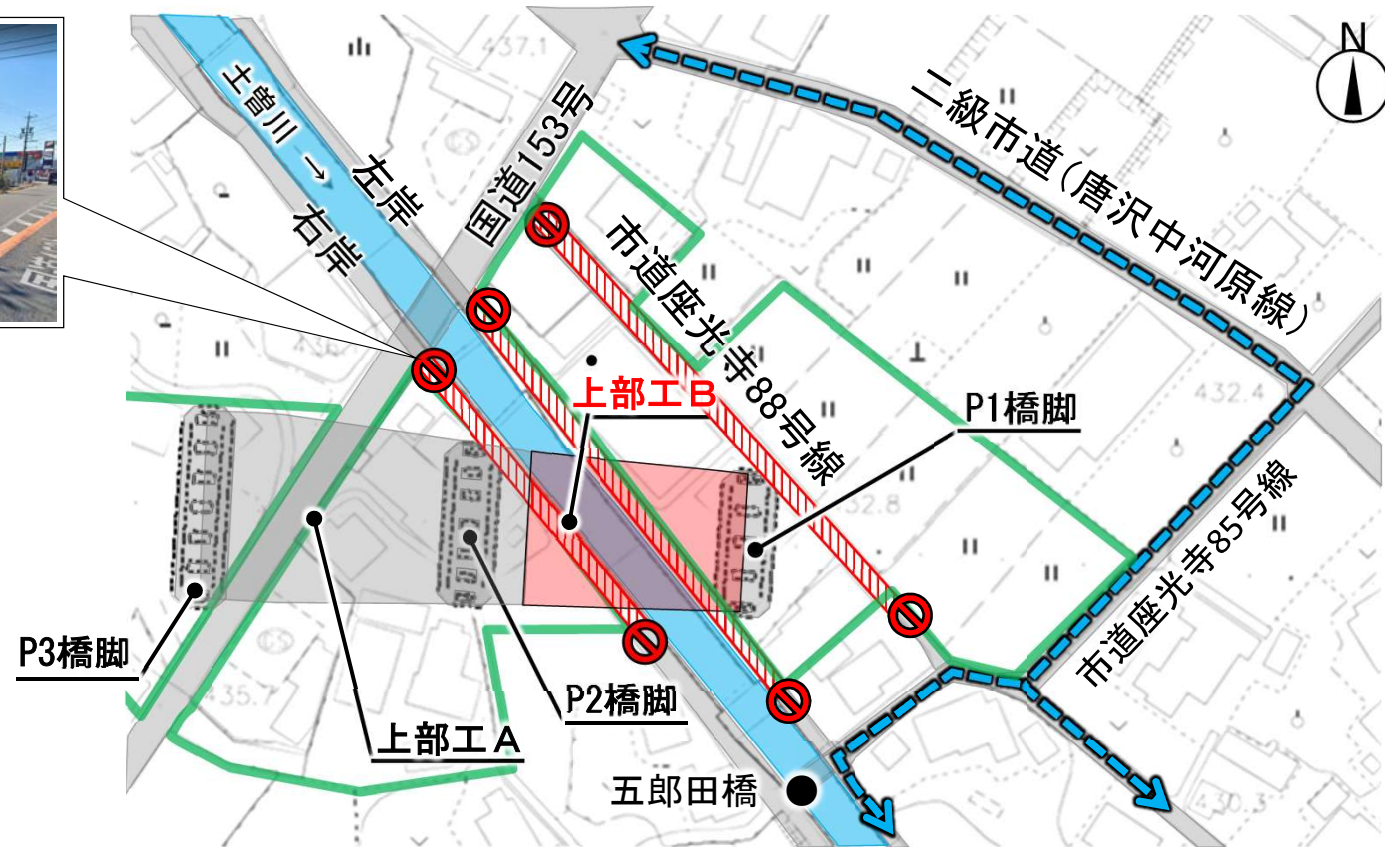 437.1
N
土曽川→
左岸
右岸
国道153号
二級市道(唐沢中河原線)
市道座光寺88号線
上部工B
P1橋脚
432.4
432.8
市道座光寺85号線
P3橋脚
P2橋脚
上部工A
五郎田橋
430.3